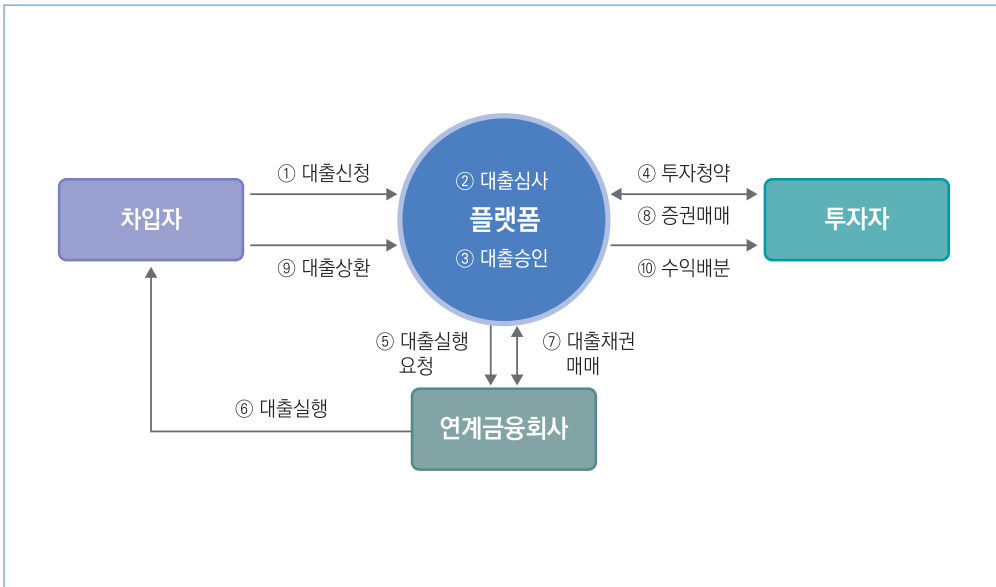 ① 대출신청
② 대출심사
④ 투자청약
차입자
플랫폼
⑧ 증권매매
투자자
⑨ 대출상환
③ 대출승인
⑩ 수익배분
⑤ 대출실행
요청
⑦ 대출채권
매매
⑥ 대출실행
연계금융회사